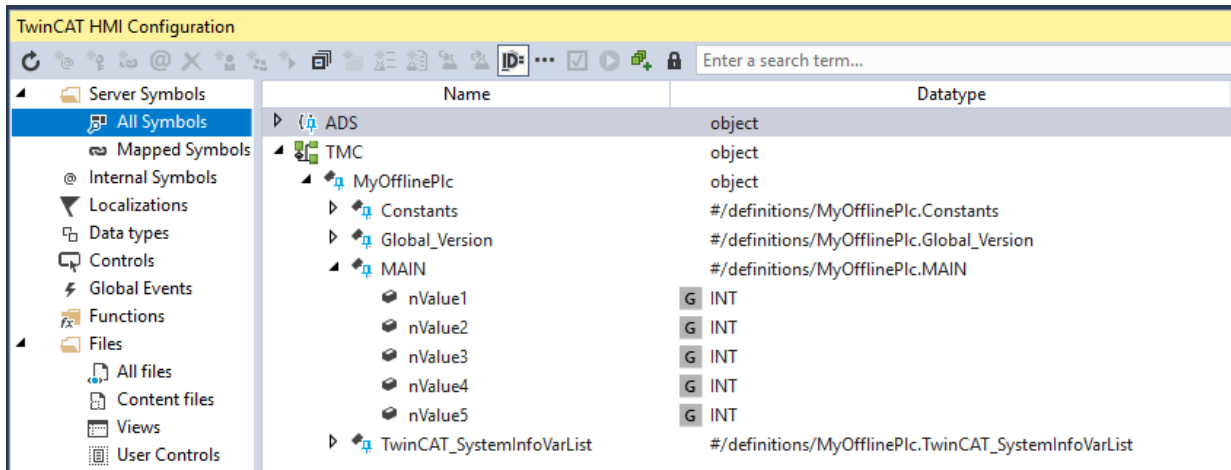 TwinCAT HMI Configuration
Enter a search term...
Server Symbols
All Symbols
Mapped Symbols
Internal Symbols
Localizations
Data types
Controls
Global Events
Functions
Files
All files
Content files
Views
User Controls
Name Datatype
ADS object
TMC object
MyOfflinePlc object
Constants #/definitions/MyOfflinePlc.Constants
Global_Version #/definitions/MyOfflinePlc.Global_Version
MAIN #/definitions/MyOfflinePlc.MAIN
nValue1 G INT
nValue2 G INT
nValue3 G INT
nValue4 G INT
nValue5 G INT
TwinCAT_SystemInfoVarList #/definitions/MyOfflinePlc.TwinCAT_SystemInfoVarList